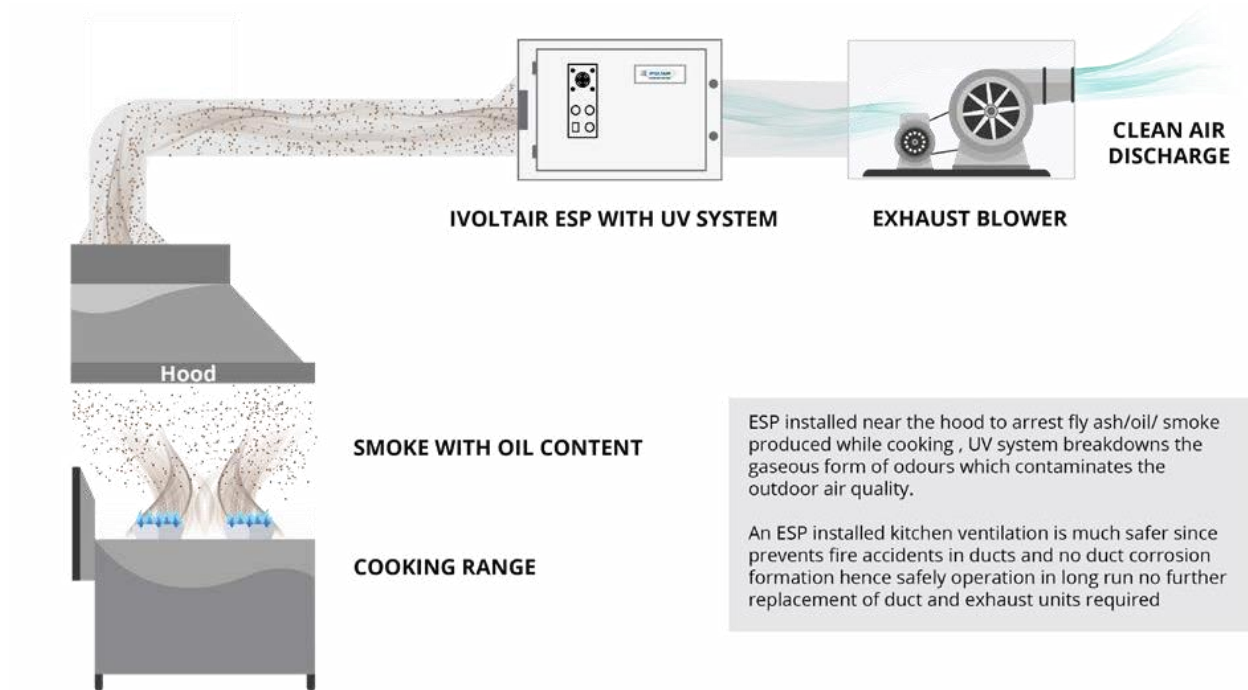 CLEAN AIR
DISCHARGE
IVOLTAIR ESP WITH UV SYSTEM
EXHAUST BLOWER
Hood
SMOKE WITH OIL CONTENT
COOKING RANGE
ESP installed near the hood to arrest fly ash/oil/ smoke
produced while cooking , UV system breakdowns the
gaseous form of odours which contaminates the
outdoor air quality.
An ESP installed kitchen ventilation is much safer since
prevents fire accidents in ducts and no duct corrosion
formation hence safely operation in long run no further
replacement of duct and exhaust units required